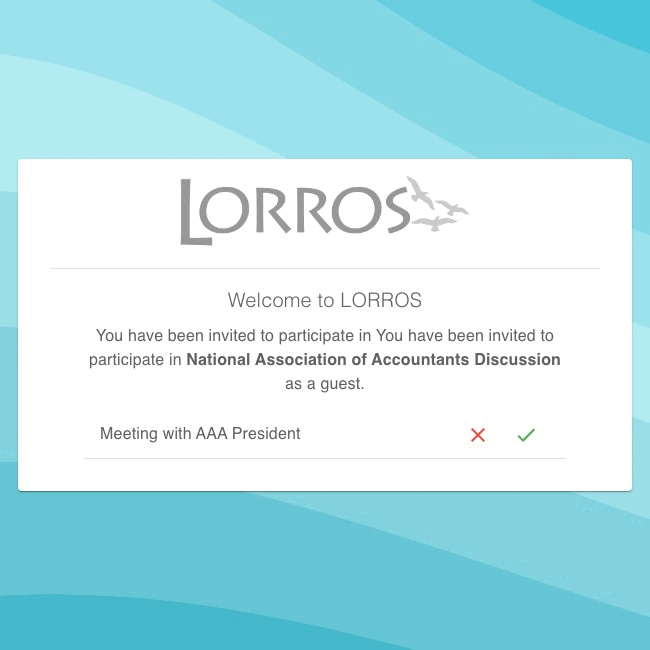 LORROS
Welcome to LORROS
You have been invited to participate in You have been invited to
participate in National Association of Accountants Discussion
as a guest.
Meeting with AAA President